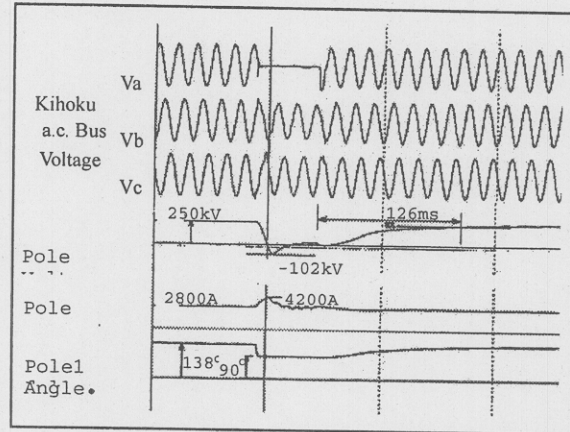 Va
Kihoku
a.c. Bus
Vb
Voltage
Vc
250kV
126ms
-102kV
Pole
2800A
4200A
Pole
138°
90°
Pole1
Angle.